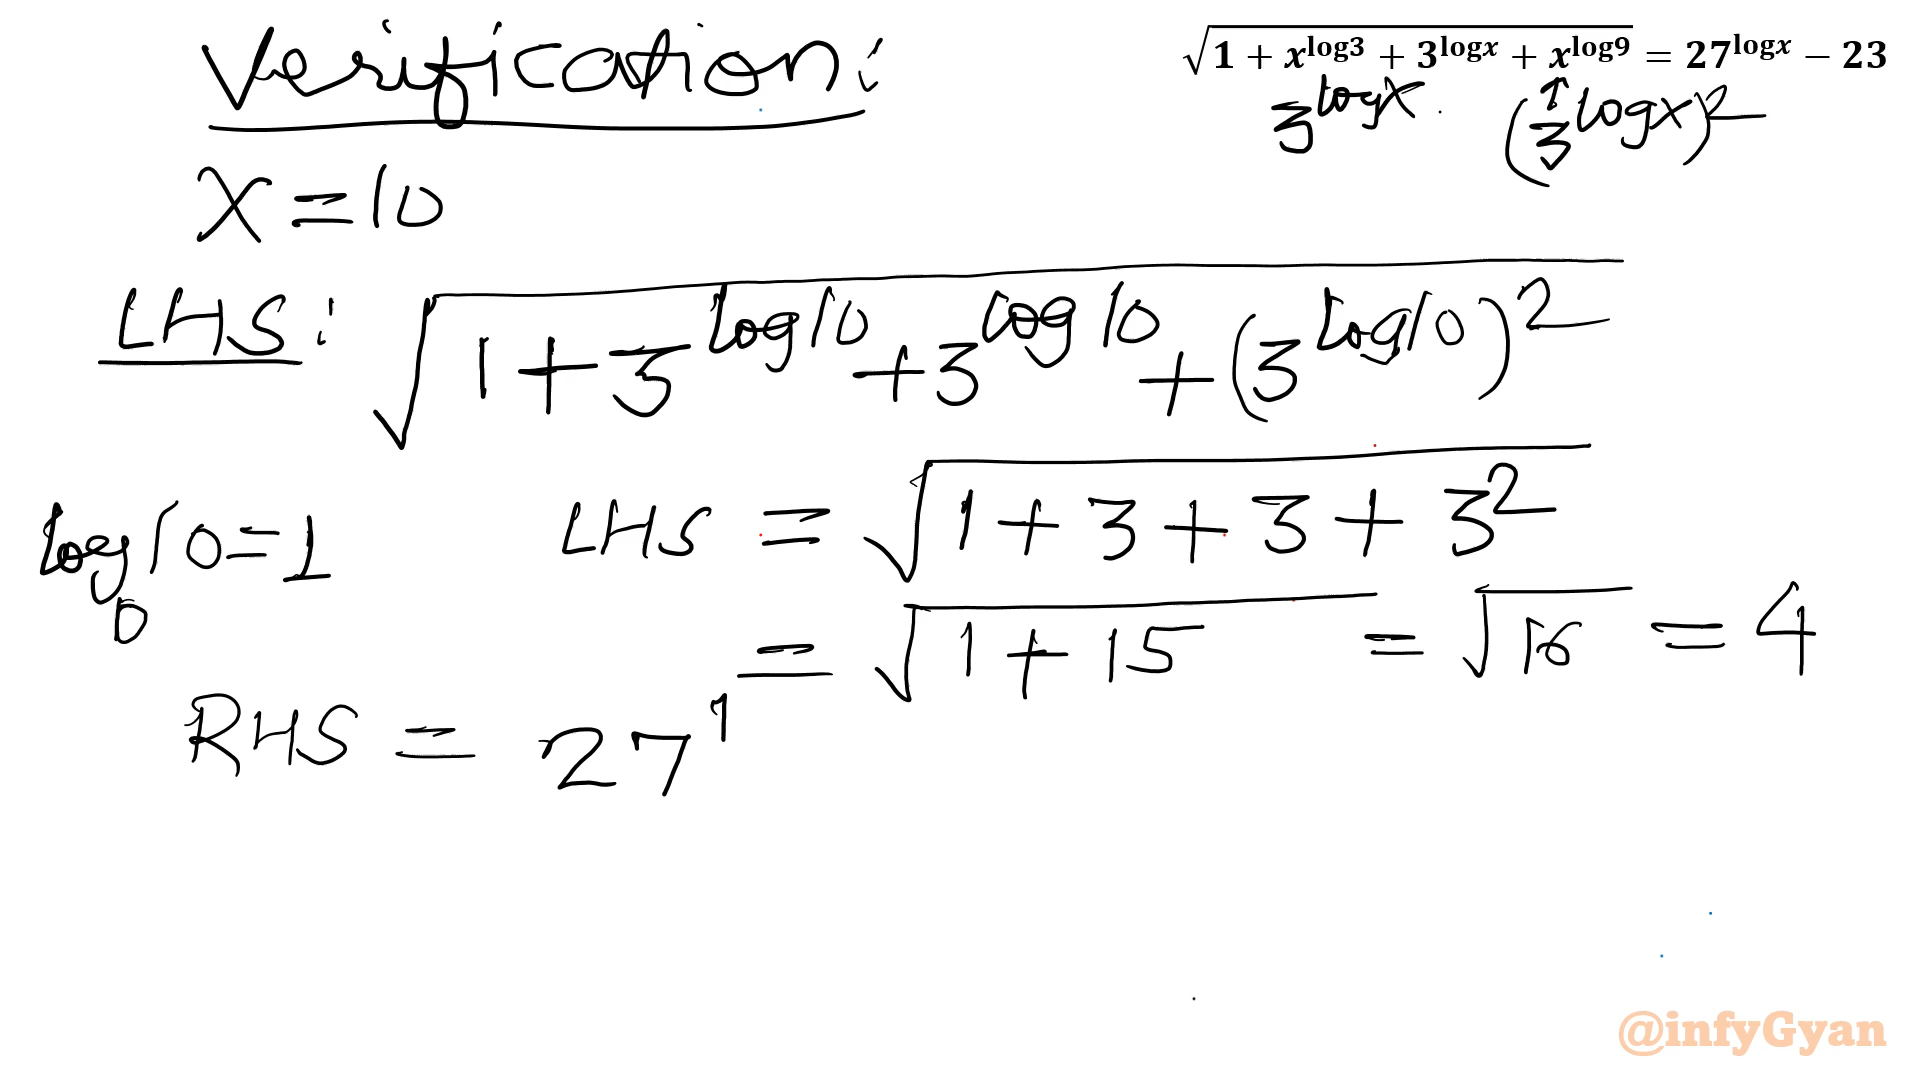 Verification:
√(1 + x^log3 + 3^logx + x^log9) = 27^logx − 23
3^logx (3^logx)^2
X = 10
LHS: √(1 + 3^log10 + 3^log10 + (3^log10)^2)
log_10 10 = 1
LHS = √(1 + 3 + 3 + 3^2)
= √(1 + 15) = √16 = 4
RHS = 27^1
@infyGyan